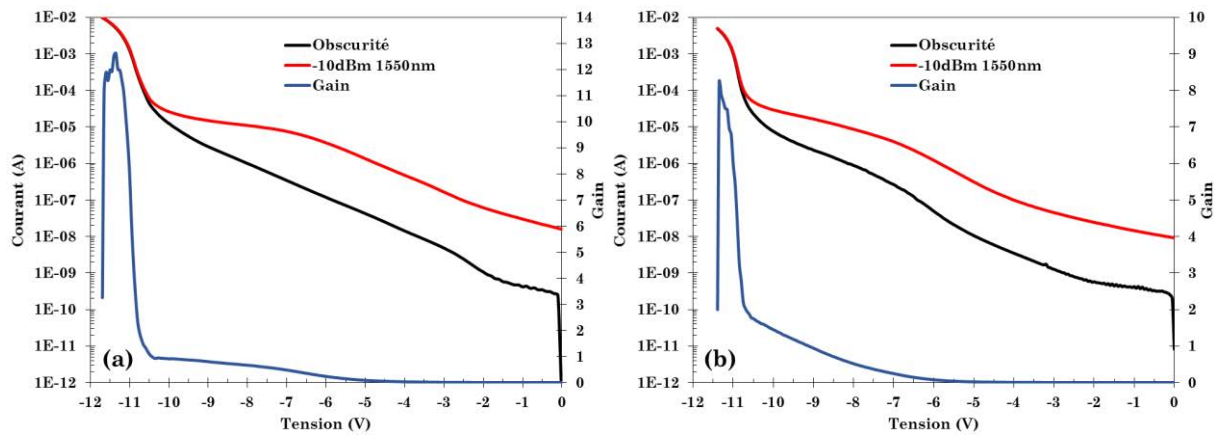 1E-02
1E-03
1E-04
1E-05
1E-06
1E-07
1E-08
1E-09
1E-10
1E-11
1E-12
Courant (A)
Obscurité
-10dBm 1550nm
Gain
(a)
14
13
12
11
10
9
8
7
6
5
4
3
2
1
0
Gain
-12 -11 -10 -9 -8 -7 -6 -5 -4 -3 -2 -1 0
Tension (V)
1E-02
1E-03
1E-04
1E-05
1E-06
1E-07
1E-08
1E-09
1E-10
1E-11
1E-12
Courant (A)
Obscurité
-10dBm 1550nm
Gain
(b)
10
9
8
7
6
5
4
3
2
1
0
Gain
-12 -11 -10 -9 -8 -7 -6 -5 -4 -3 -2 -1 0
Tension (V)